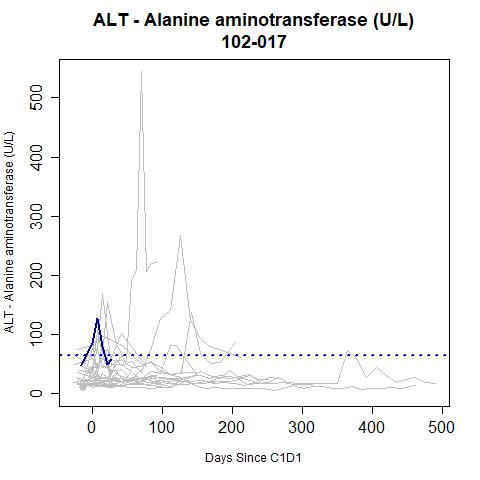 ALT - Alanine aminotransferase (U/L)
102-017
ALT - Alanine aminotransferase (U/L)
500
400
300
200
100
0
0 100 200 300 400 500
Days Since C1D1